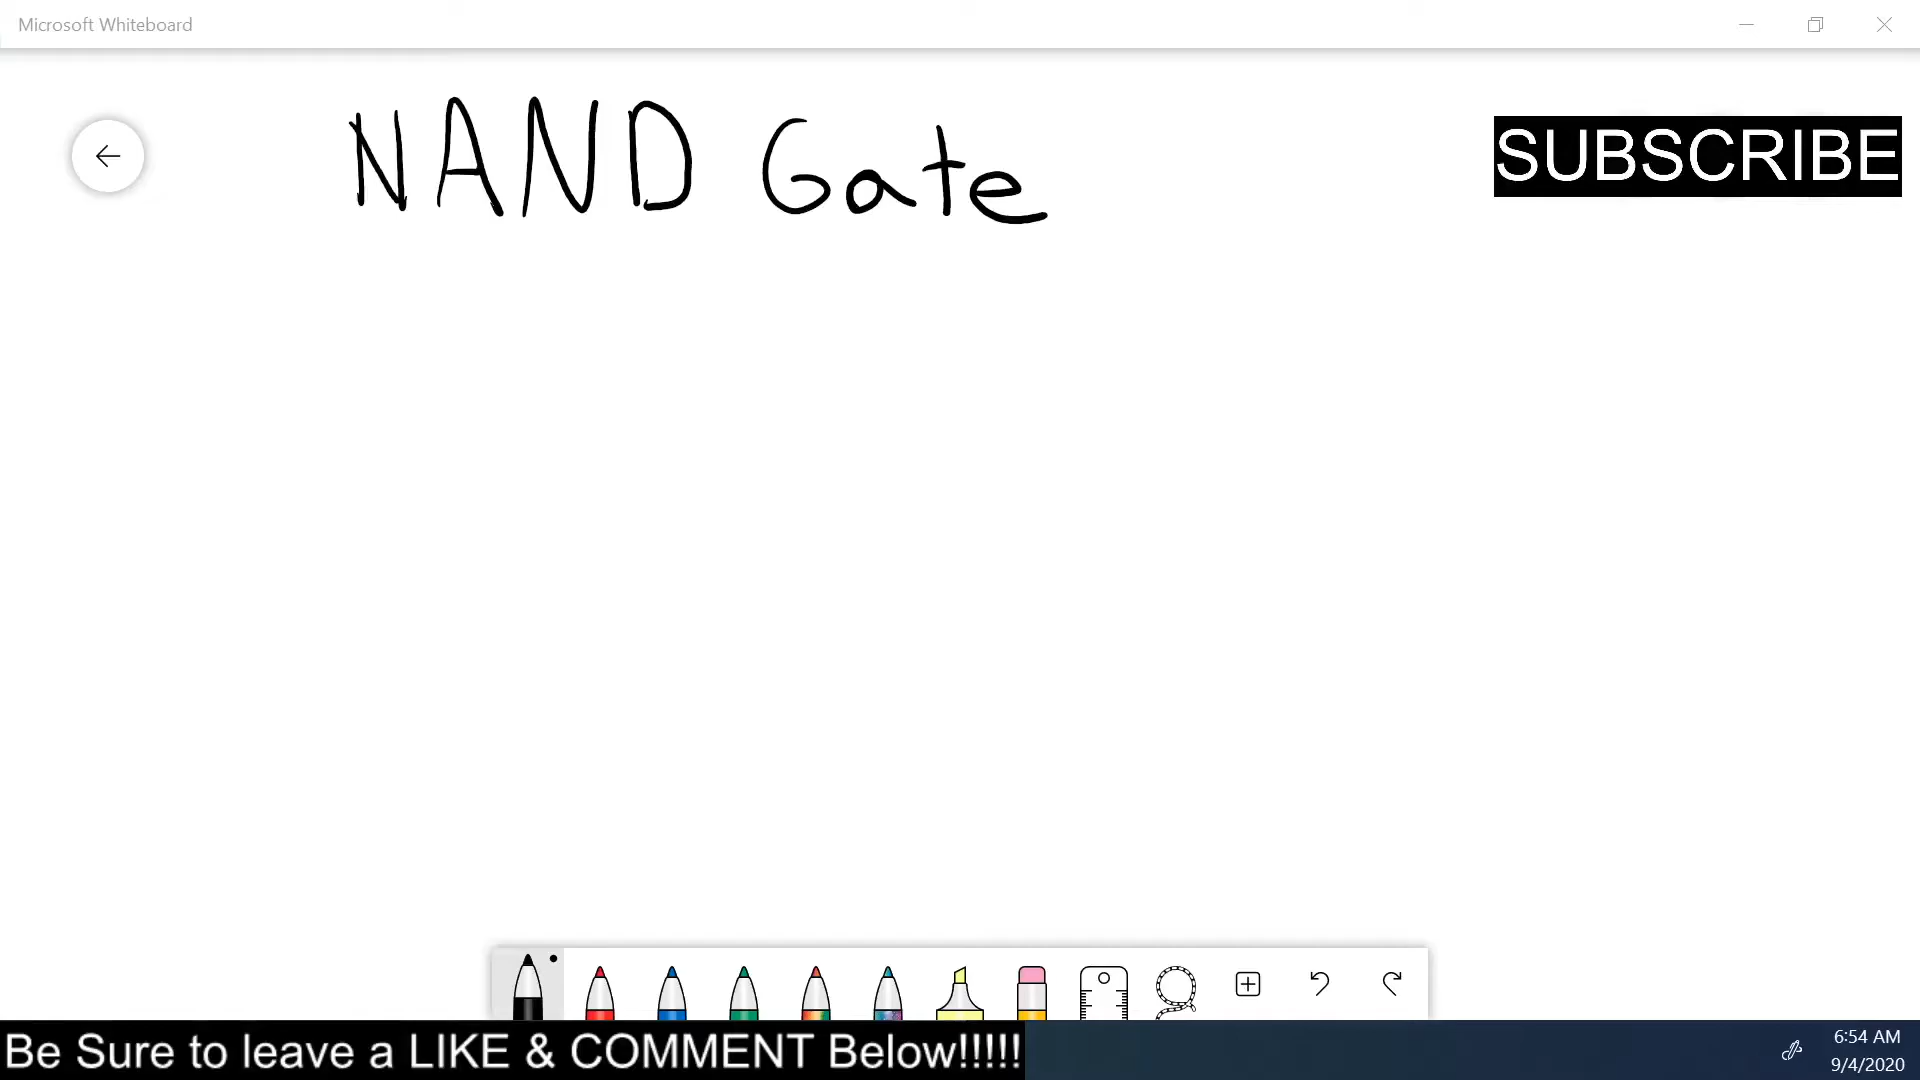 Microsoft Whiteboard
NAND Gate
SUBSCRIBE
Be Sure to leave a LIKE & COMMENT Below!!!!!
6:54 AM
9/4/2020